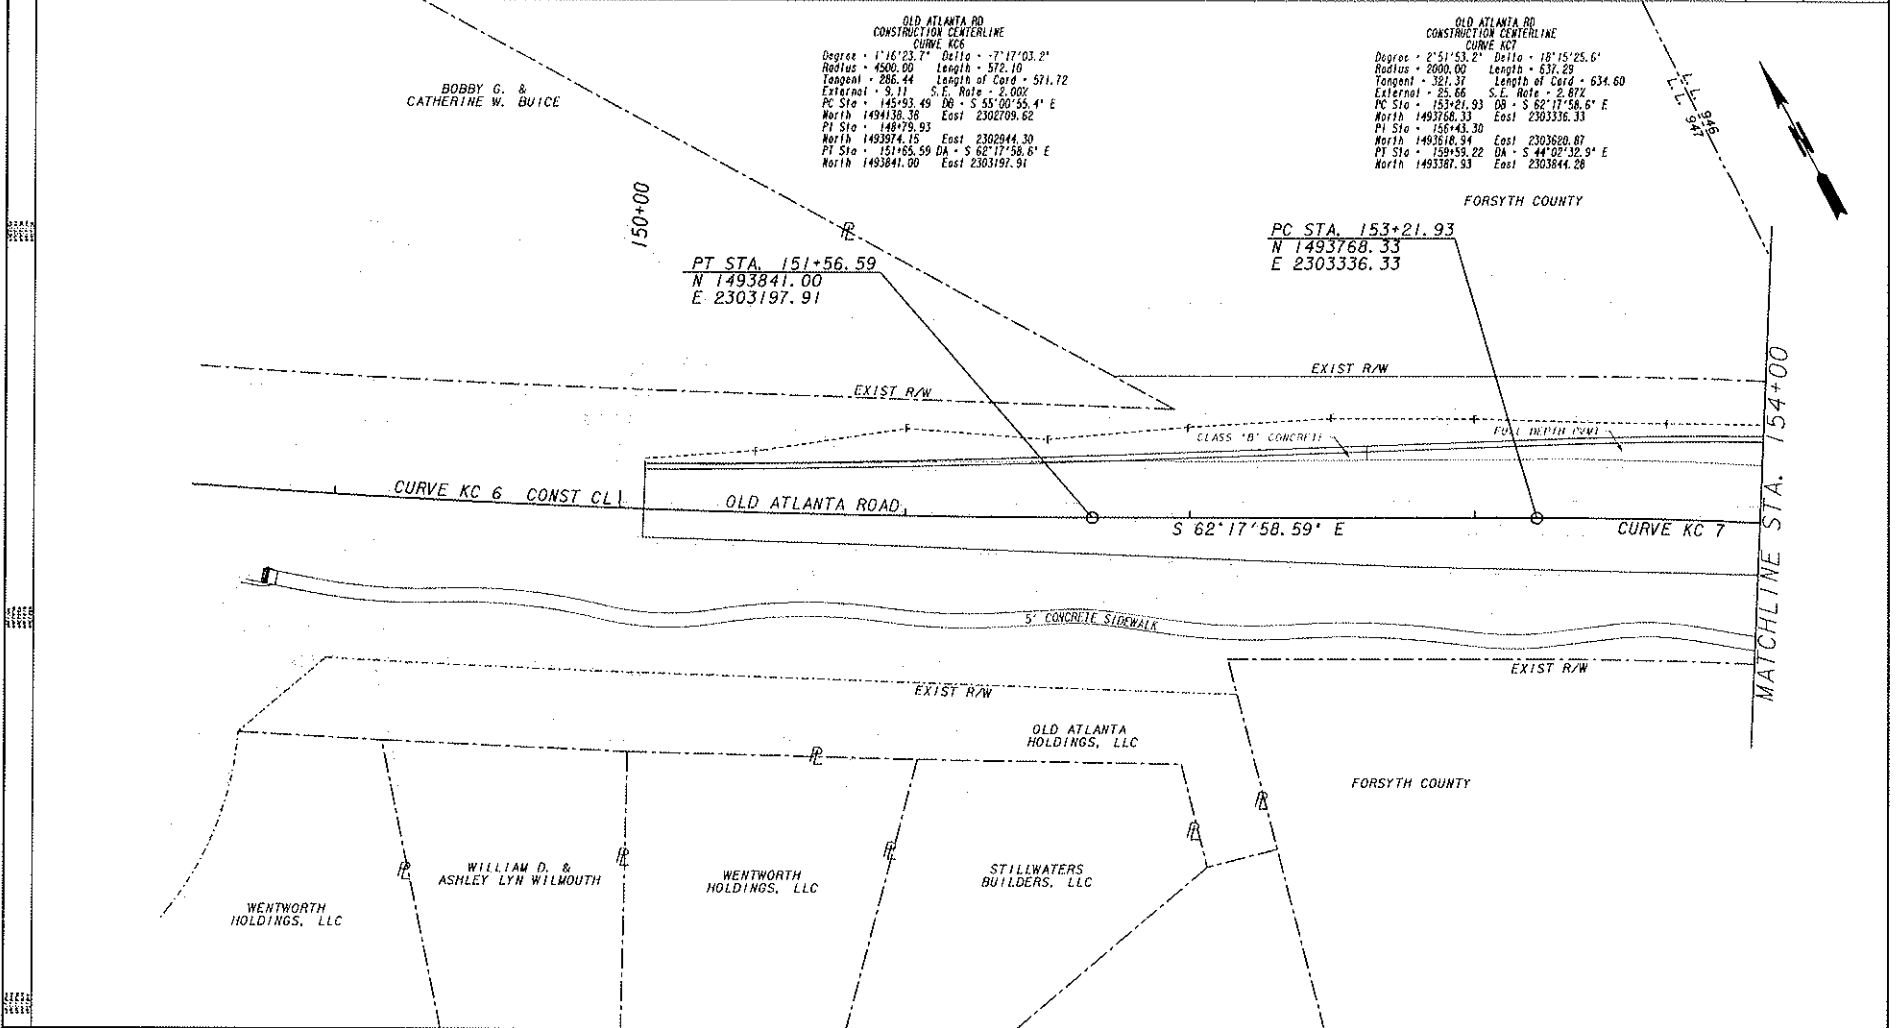 OLD ATLANTA RD
CONSTRUCTION CENTERLINE
CURVE KC6
Degree = 1°16'23.7" Delta = -7°17'03.2"
Radius = 4500.00 Length = 572.10
Tangent = 286.44 Length of Cord = 571.72
External = 9.11 S.E. Rate = 2.00%
PC Sta = 145+93.49 DB = S 55°00'55.4" E
North 1494138.38 East 2302709.62
PI Sta = 148+79.93
North 1493974.15 East 2302944.30
PT Sta = 151+65.59 DA = S 62°17'58.6" E
North 1493841.00 East 2303197.91
OLD ATLANTA RD
CONSTRUCTION CENTERLINE
CURVE KC7
Degree = 2°51'53.2" Delta = 18°15'25.6"
Radius = 2000.00 Length = 637.29
Tangent = 321.37 Length of Cord = 634.60
External = 25.66 S.E. Rate = 2.87%
PC Sta = 153+21.93 DB = S 62°17'58.6" E
North 1493768.33 East 2303336.33
PI Sta = 156+43.30
North 1493618.94 East 2303620.87
PT Sta = 159+59.22 DA = S 44°02'32.9" E
North 1493387.93 East 2303844.28
L.L. 946
L.L. 947
N
BOBBY G. &
CATHERINE W. BUICE
FORSYTH COUNTY
150+00
PL
PT STA. 151+56.59
N 1493841.00
E 2303197.91
PC STA. 153+21.93
N 1493768.33
E 2303336.33
EXIST R/W
EXIST R/W
F
F
F
F
F
F
F
CLASS "B" CONCRETE
FULL DEPTH PVMT
CURVE KC 6 CONST CL
OLD ATLANTA ROAD
S 62°17'58.59" E
CURVE KC 7
MATCHLINE STA. 154+00
5' CONCRETE SIDEWALK
EXIST R/W
EXIST R/W
OLD ATLANTA
HOLDINGS, LLC
PL
FORSYTH COUNTY
PL
PL
PL
PL
PL
WENTWORTH
HOLDINGS, LLC
WILLIAM D. &
ASHLEY LYN WILMOUTH
WENTWORTH
HOLDINGS, LLC
STILLWATERS
BUILDERS, LLC